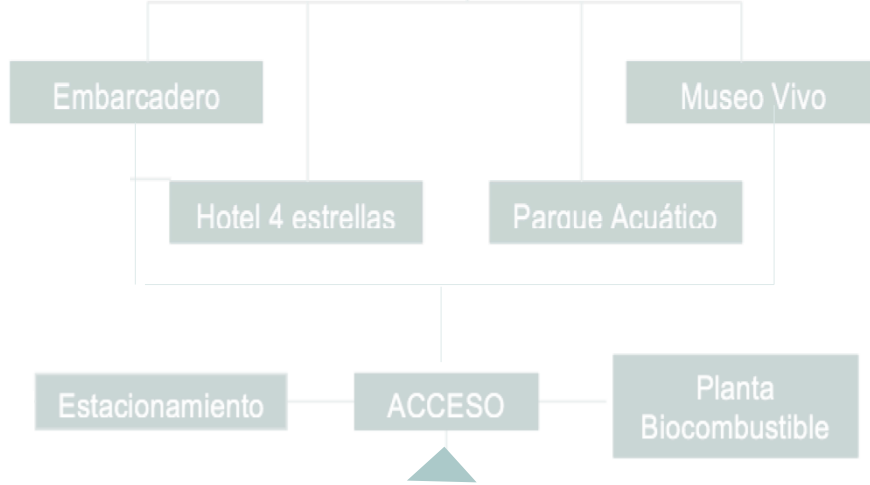 Embarcadero
Museo Vivo
Hotel 4 estrellas
Parque Acuático
Estacionamiento
ACCESO
Planta
Biocombustible